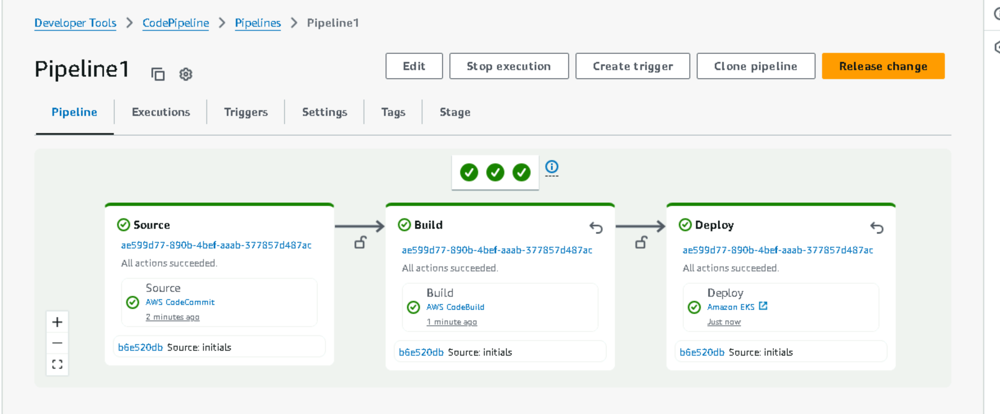 Developer Tools > CodePipeline > Pipelines > Pipeline1
Pipeline1
Edit
Stop execution
Create trigger
Clone pipeline
Release change
Pipeline
Executions
Triggers
Settings
Tags
Stage
Source
ae599d77-890b-4bef-aaab-377857d487ac
All actions succeeded.
Source
AWS CodeCommit
2 minutes ago
b6e520db Source: initials
Build
ae599d77-890b-4bef-aaab-377857d487ac
All actions succeeded.
Build
AWS CodeBuild
1 minute ago
b6e520db Source: initials
Deploy
ae599d77-890b-4bef-aaab-377857d487ac
All actions succeeded.
Deploy
Amazon EKS
Just now
b6e520db Source: initials